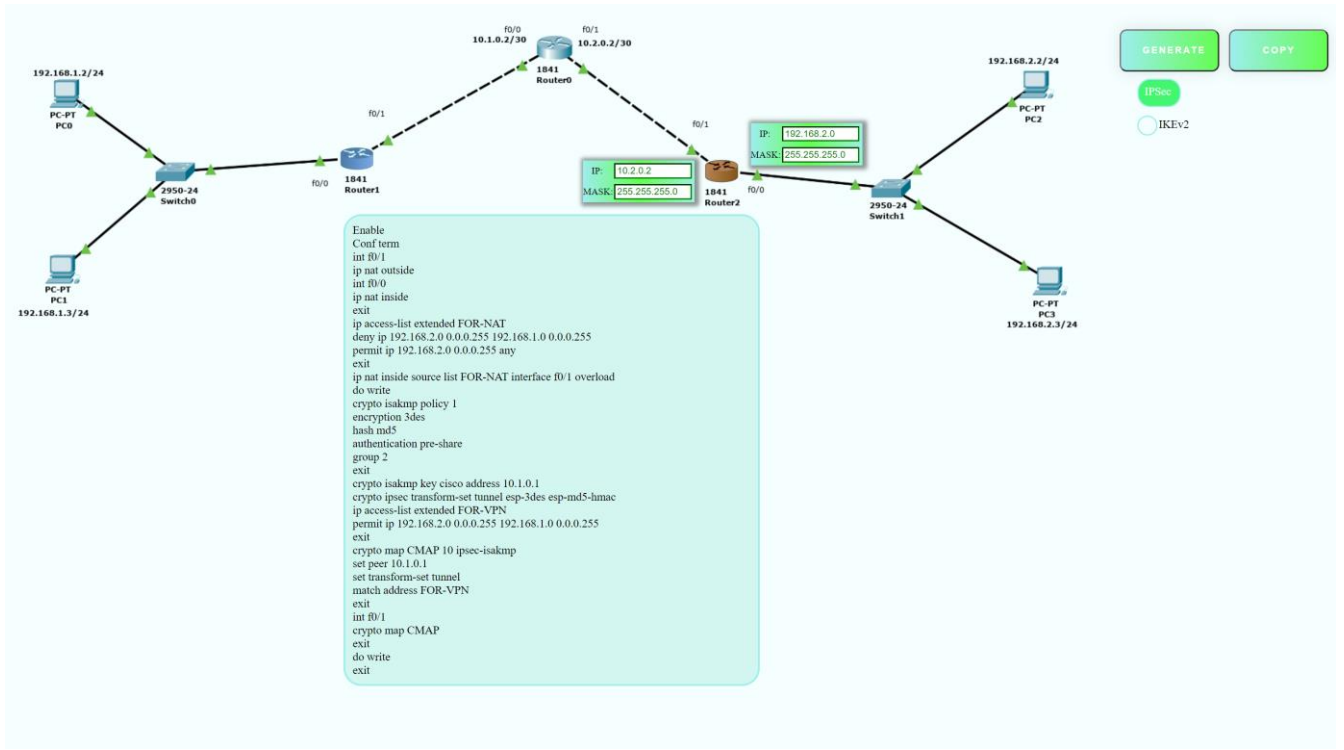 f0/0
f0/1
10.1.0.2/30
10.2.0.2/30
1841
Router0
GENERATE
COPY
IPSec
IKEv2
192.168.1.2/24
PC-PT
PC0
192.168.2.2/24
PC-PT
PC2
f0/1
f0/1
IP: 192.168.2.0
MASK: 255.255.255.0
IP: 10.2.0.2
MASK: 255.255.255.0
2950-24
Switch0
f0/0
1841
Router1
1841
Router2
f0/0
2950-24
Switch1
PC-PT
PC1
192.168.1.3/24
PC-PT
PC3
192.168.2.3/24
Enable
Conf term
int f0/1
ip nat outside
int f0/0
ip nat inside
exit
ip access-list extended FOR-NAT
deny ip 192.168.2.0 0.0.0.255 192.168.1.0 0.0.0.255
permit ip 192.168.2.0 0.0.0.255 any
exit
ip nat inside source list FOR-NAT interface f0/1 overload
do write
crypto isakmp policy 1
encryption 3des
hash md5
authentication pre-share
group 2
exit
crypto isakmp key cisco address 10.1.0.1
crypto ipsec transform-set tunnel esp-3des esp-md5-hmac
ip access-list extended FOR-VPN
permit ip 192.168.2.0 0.0.0.255 192.168.1.0 0.0.0.255
exit
crypto map CMAP 10 ipsec-isakmp
set peer 10.1.0.1
set transform-set tunnel
match address FOR-VPN
exit
int f0/1
crypto map CMAP
exit
do write
exit